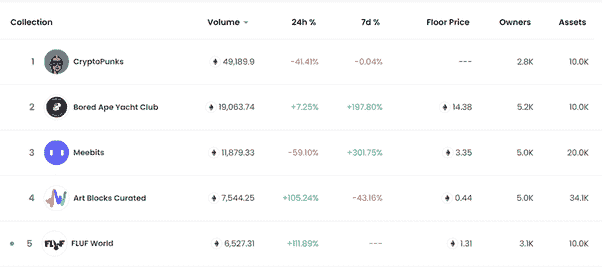 Collection Volume 24h % 7d % Floor Price Owners Assets
1 CryptoPunks 49,189.9 -41.41% -0.04% --- 2.8K 10.0K
2 Bored Ape Yacht Club 19,063.74 +7.25% +197.80% 14.38 5.2K 10.0K
3 Meebits 11,879.33 -59.10% +301.75% 3.35 5.0K 20.0K
4 Art Blocks Curated 7,544.25 +105.24% -43.16% 0.44 5.0K 34.1K
5 FLUF FLUF World 6,527.31 +111.89% --- 1.31 3.1K 10.0K